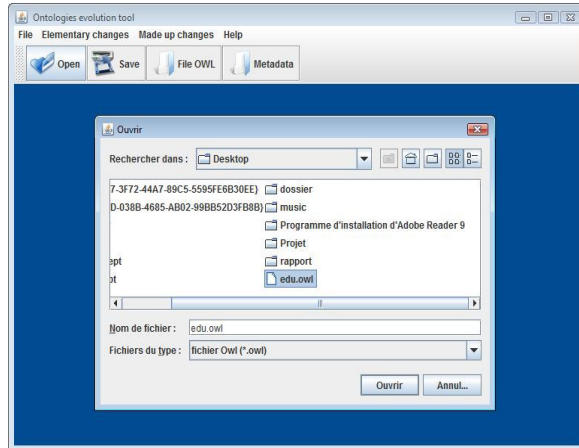 Ontologies evolution tool
File Elementary changes Made up changes Help
Open Save File OWL Metadata
Ouvrir
Rechercher dans : Desktop
7-3F72-44A7-89C5-5595FE6B30EE} dossier
D-038B-4685-AB02-99BB52D3FB8B} music
Programme d'installation d'Adobe Reader 9
Projet
ept rapport
pt edu.owl
Nom de fichier : edu.owl
Fichiers du type : fichier Owl (*.owl)
Ouvrir Annul...